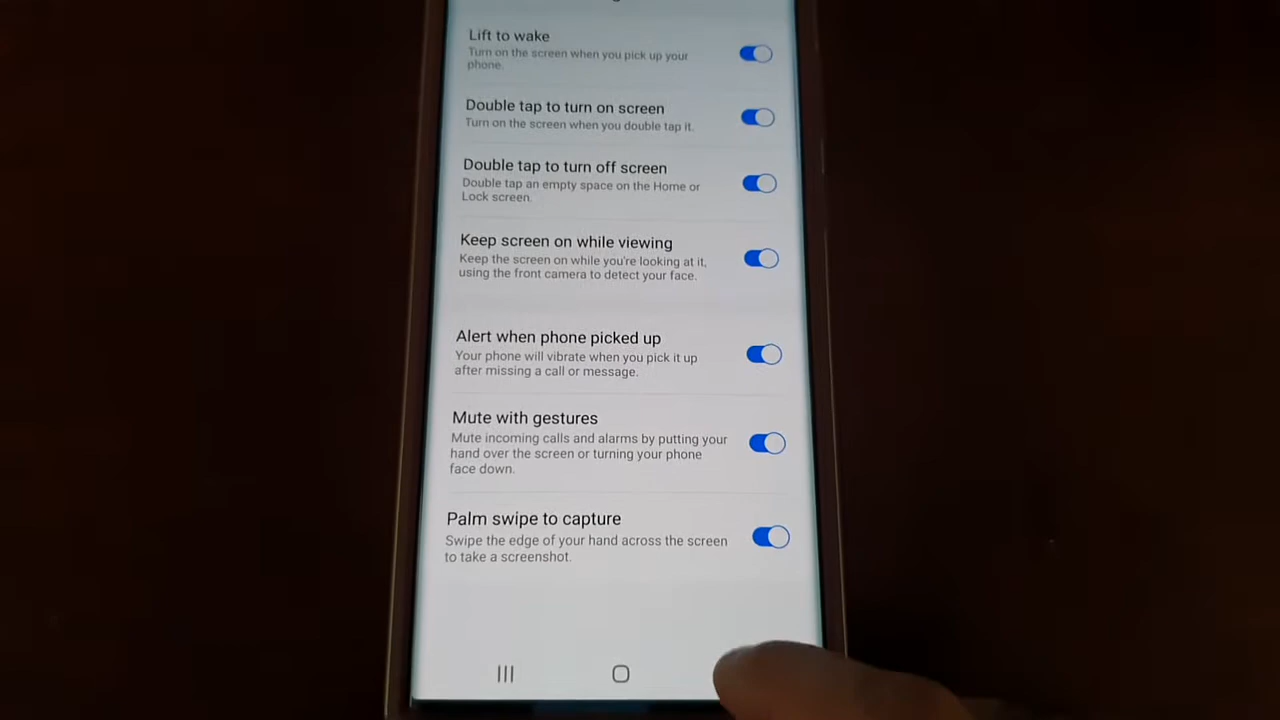 Lift to wake
Turn on the screen when you pick up your
phone.
Double tap to turn on screen
Turn on the screen when you double tap it.
Double tap to turn off screen
Double tap an empty space on the Home or
Lock screen.
Keep screen on while viewing
Keep the screen on while you're looking at it,
using the front camera to detect your face.
Alert when phone picked up
Your phone will vibrate when you pick it up
after missing a call or message.
Mute with gestures
Mute incoming calls and alarms by putting your
hand over the screen or turning your phone
face down.
Palm swipe to capture
Swipe the edge of your hand across the screen
to take a screenshot.